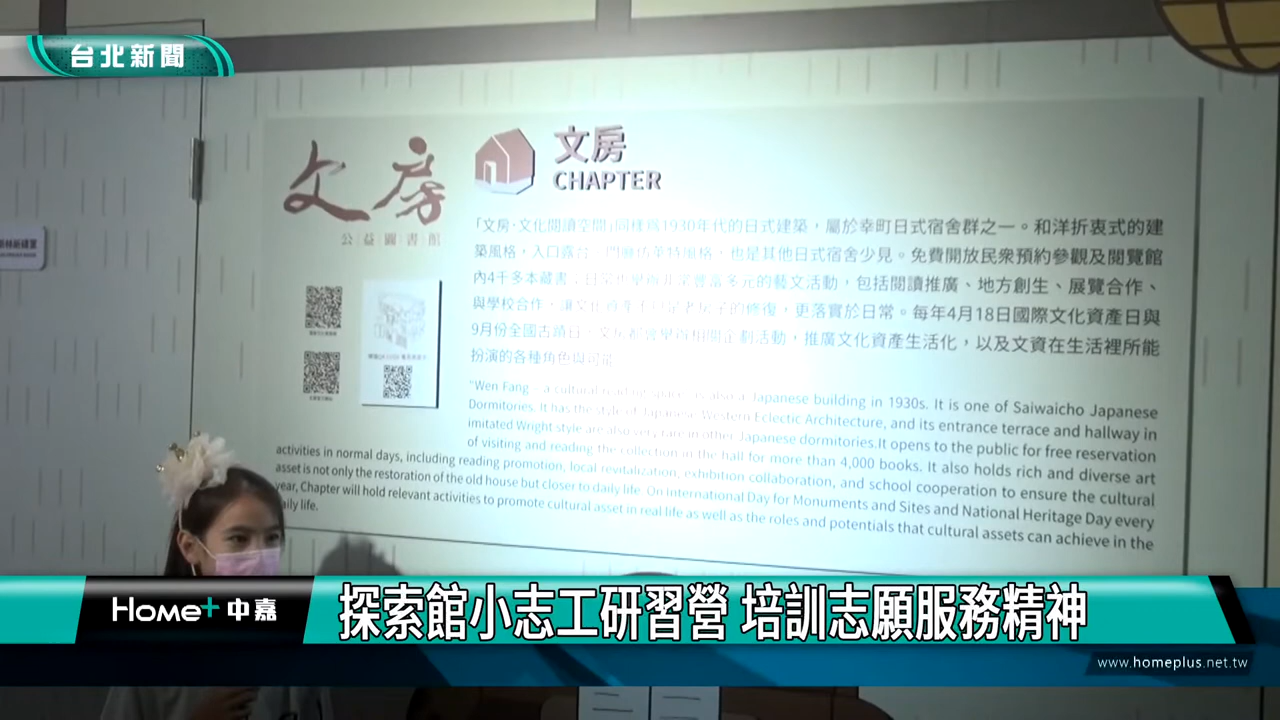 台北新聞
文房
公益圖書館
文房
CHAPTER
「文房·文化閱讀空間」同樣為1930年代的日式建築，屬於幸町日式宿舍群之一。和洋折衷式的建
築風格，入口露台、門廊仿萊特風格，也是其他日式宿舍少見。免費開放民眾預約參觀及閱覽館
內4千多本藏書；日常也舉辦非常豐富多元的藝文活動，包括閱讀推廣、地方創生、展覽合作、
與學校合作，讓文化資產不只是老房子的修復，更落實於日常。每年4月18日國際文化資產日與
9月份全國古蹟日，文房都會舉辦相關企劃活動，推廣文化資產生活化，以及文資在生活裡所能
扮演的各種角色與可能
"Wen Fang - a cultural reading space" is also a Japanese building in 1930s. It is one of Saiwaicho Japanese
Dormitories. It has the style of Japanese-Western Eclectic Architecture, and its entrance terrace and hallway in
imitated Wright style are also very rare in other Japanese dormitories.It opens to the public for free reservation
of visiting and reading the collection in the hall for more than 4,000 books. It also holds rich and diverse art
activities in normal days, including reading promotion, local revitalization, exhibition collaboration, and school cooperation to ensure the cultural
asset is not only the restoration of the old house but closer to daily life. On International Day for Monuments and Sites and National Heritage Day every
year, Chapter will hold relevant activities to promote cultural asset in real life as well as the roles and potentials that cultural assets can achieve in the
daily life.
Home+ 中嘉
探索館小志工研習營 培訓志願服務精神
www.homeplus.net.tw